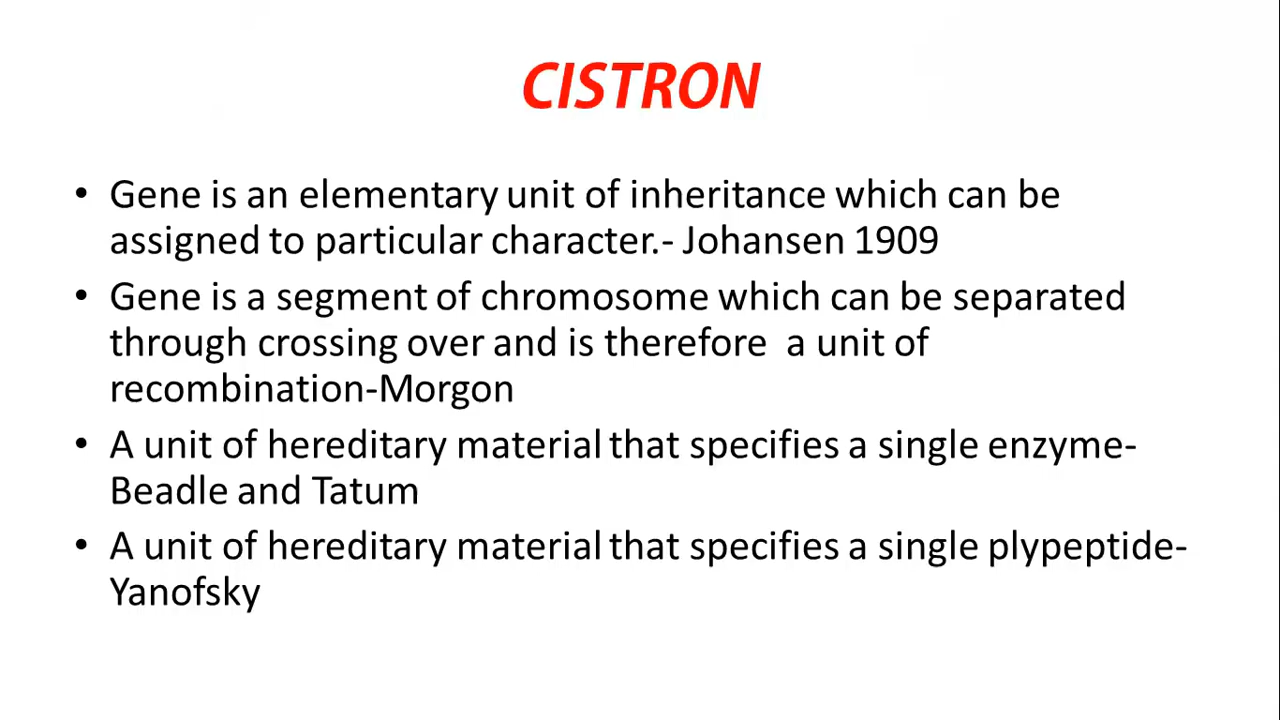 CISTRON
• Gene is an elementary unit of inheritance which can be
assigned to particular character.- Johansen 1909
• Gene is a segment of chromosome which can be separated
through crossing over and is therefore  a unit of
recombination-Morgon
• A unit of hereditary material that specifies a single enzyme-
Beadle and Tatum
• A unit of hereditary material that specifies a single plypeptide-
Yanofsky